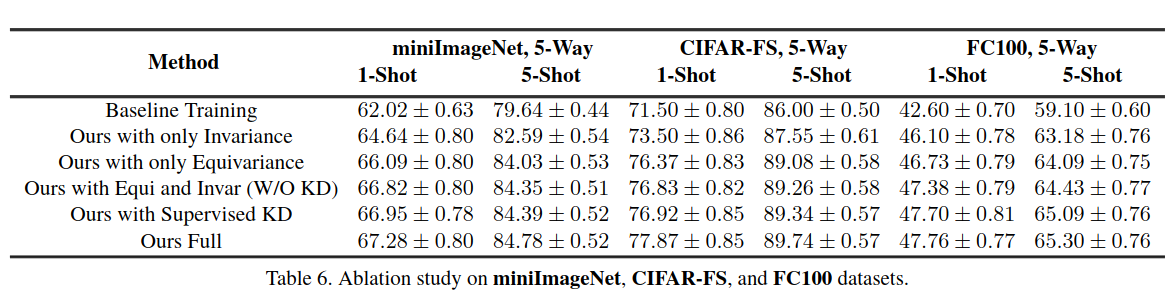 Method miniImageNet, 5-Way CIFAR-FS, 5-Way FC100, 5-Way
1-Shot 5-Shot 1-Shot 5-Shot 1-Shot 5-Shot
Baseline Training 62.02 ± 0.63 79.64 ± 0.44 71.50 ± 0.80 86.00 ± 0.50 42.60 ± 0.70 59.10 ± 0.60
Ours with only Invariance 64.64 ± 0.80 82.59 ± 0.54 73.50 ± 0.86 87.55 ± 0.61 46.10 ± 0.78 63.18 ± 0.76
Ours with only Equivariance 66.09 ± 0.80 84.03 ± 0.53 76.37 ± 0.83 89.08 ± 0.58 46.73 ± 0.79 64.09 ± 0.75
Ours with Equi and Invar (W/O KD) 66.82 ± 0.80 84.35 ± 0.51 76.83 ± 0.82 89.26 ± 0.58 47.38 ± 0.79 64.43 ± 0.77
Ours with Supervised KD 66.95 ± 0.78 84.39 ± 0.52 76.92 ± 0.85 89.34 ± 0.57 47.70 ± 0.81 65.09 ± 0.76
Ours Full 67.28 ± 0.80 84.78 ± 0.52 77.87 ± 0.85 89.74 ± 0.57 47.76 ± 0.77 65.30 ± 0.76
Table 6. Ablation study on miniImageNet, CIFAR-FS, and FC100 datasets.